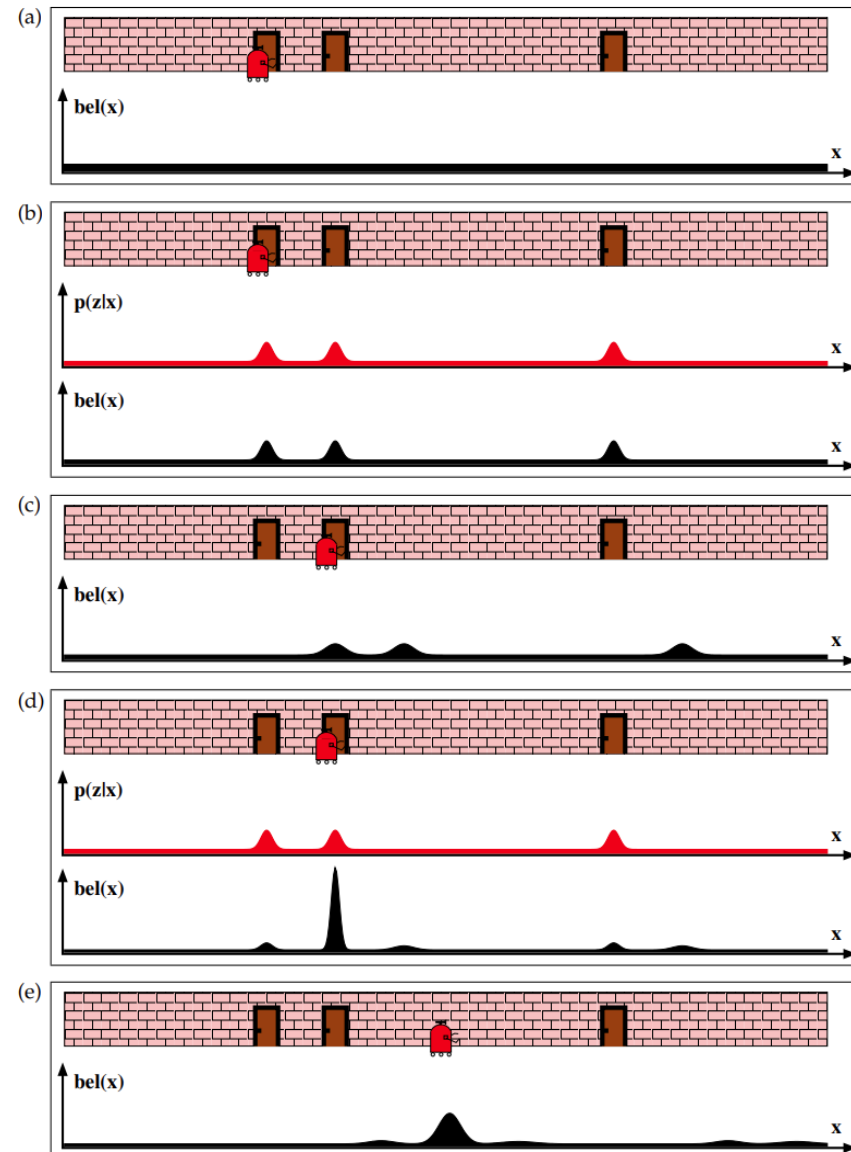 (a)
bel(x)
x
(b)
p(z|x)
x
bel(x)
x
(c)
bel(x)
x
(d)
p(z|x)
x
bel(x)
x
(e)
bel(x)
x